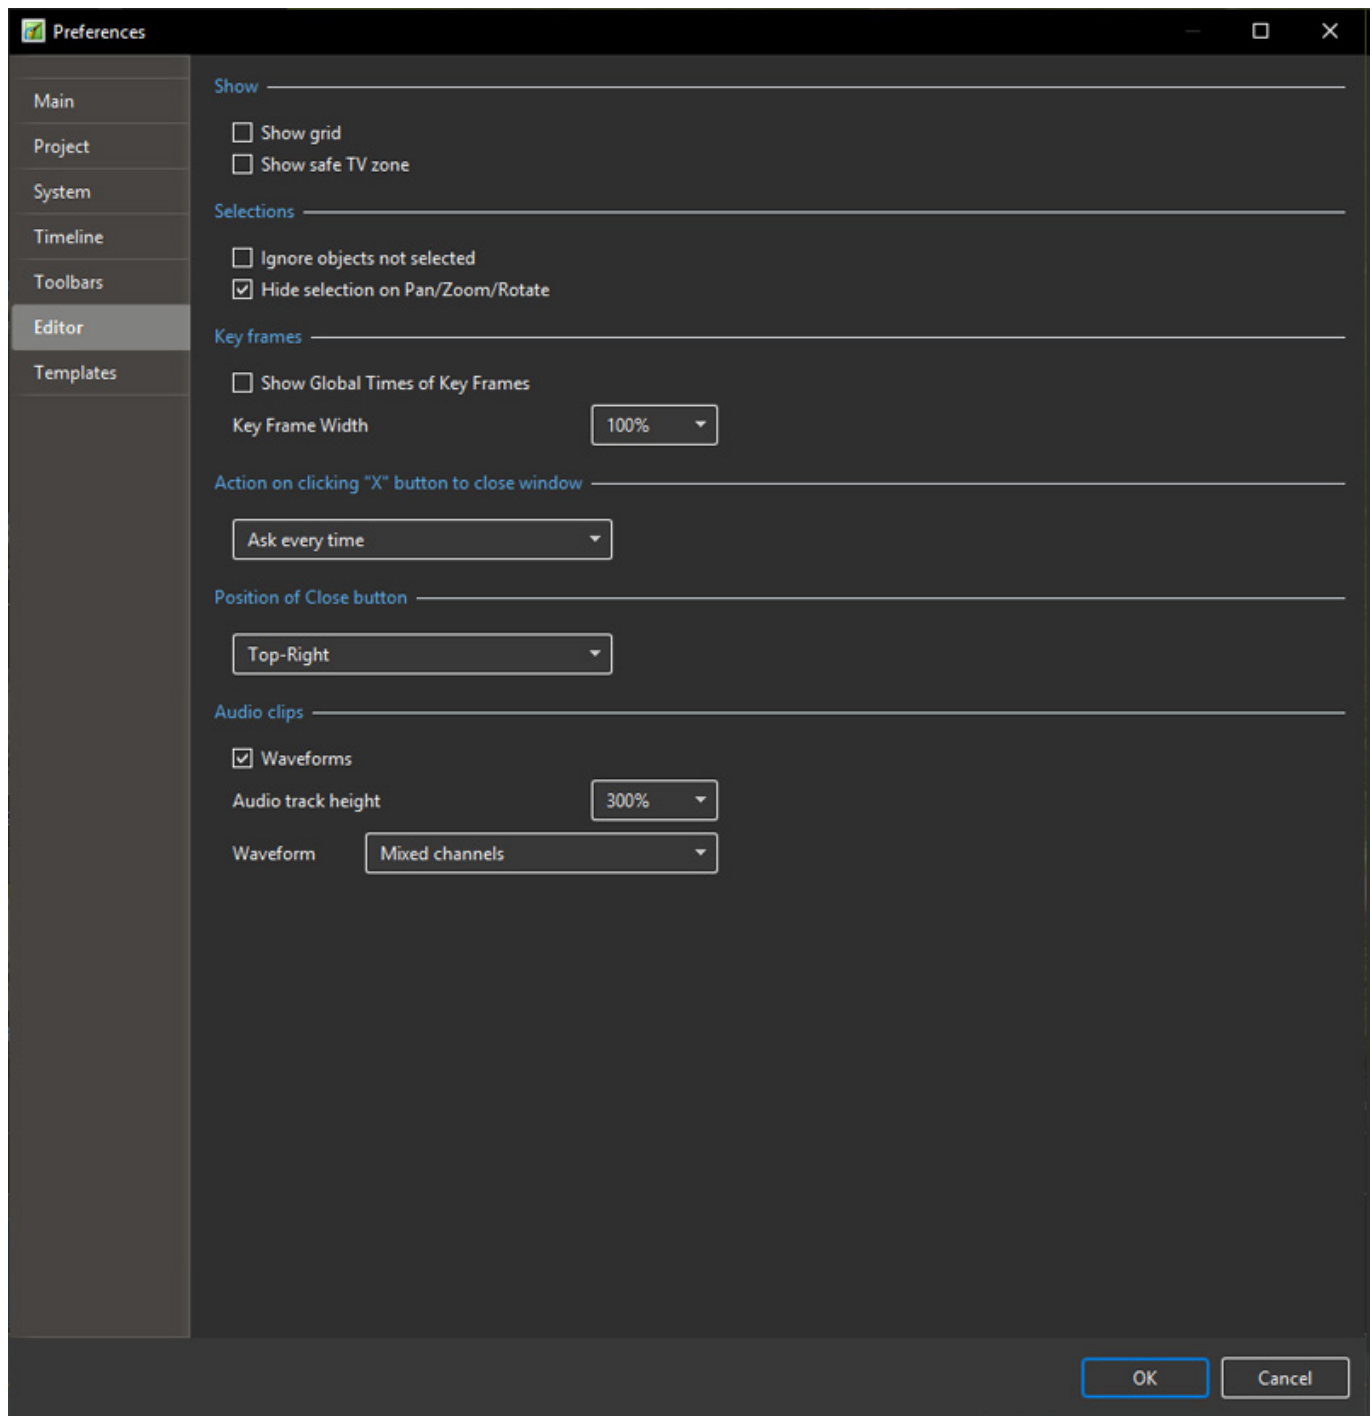 Preferences
Main
Project
System
Timeline
Toolbars
Editor
Templates
Show
Show grid
Show safe TV zone
Selections
Ignore objects not selected
Hide selection on Pan/Zoom/Rotate
Key frames
Show Global Times of Key Frames
Key Frame Width 100%
Action on clicking "X" button to close window
Ask every time
Position of Close button
Top-Right
Audio clips
Waveforms
Audio track height 300%
Waveform Mixed channels
OK Cancel